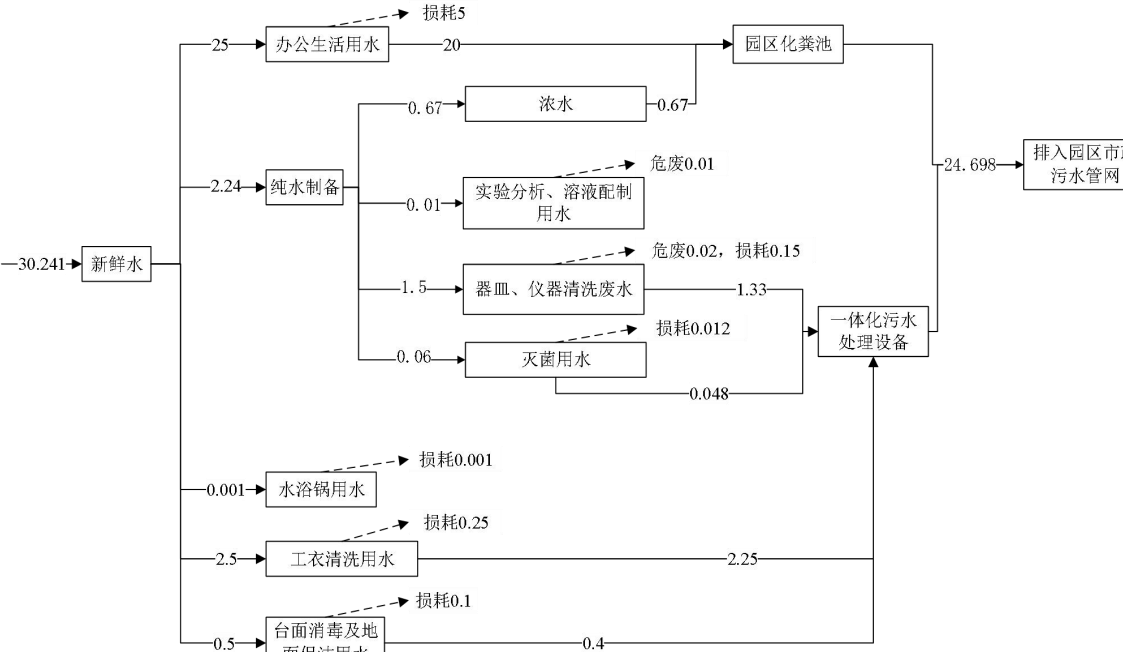 损耗5
25
办公生活用水
20
园区化粪池
0.67
浓水
0.67
危废0.01
2.24
纯水制备
0.01
实验分析、溶液配制
用水
24.698
排入园区市政
污水管网
30.241
新鲜水
危废0.02，损耗0.15
1.5
器皿、仪器清洗废水
1.33
一体化污水
处理设备
损耗0.012
0.06
灭菌用水
0.048
损耗0.001
0.001
水浴锅用水
损耗0.25
2.5
工衣清洗用水
2.25
损耗0.1
0.5
台面消毒及地
0.4